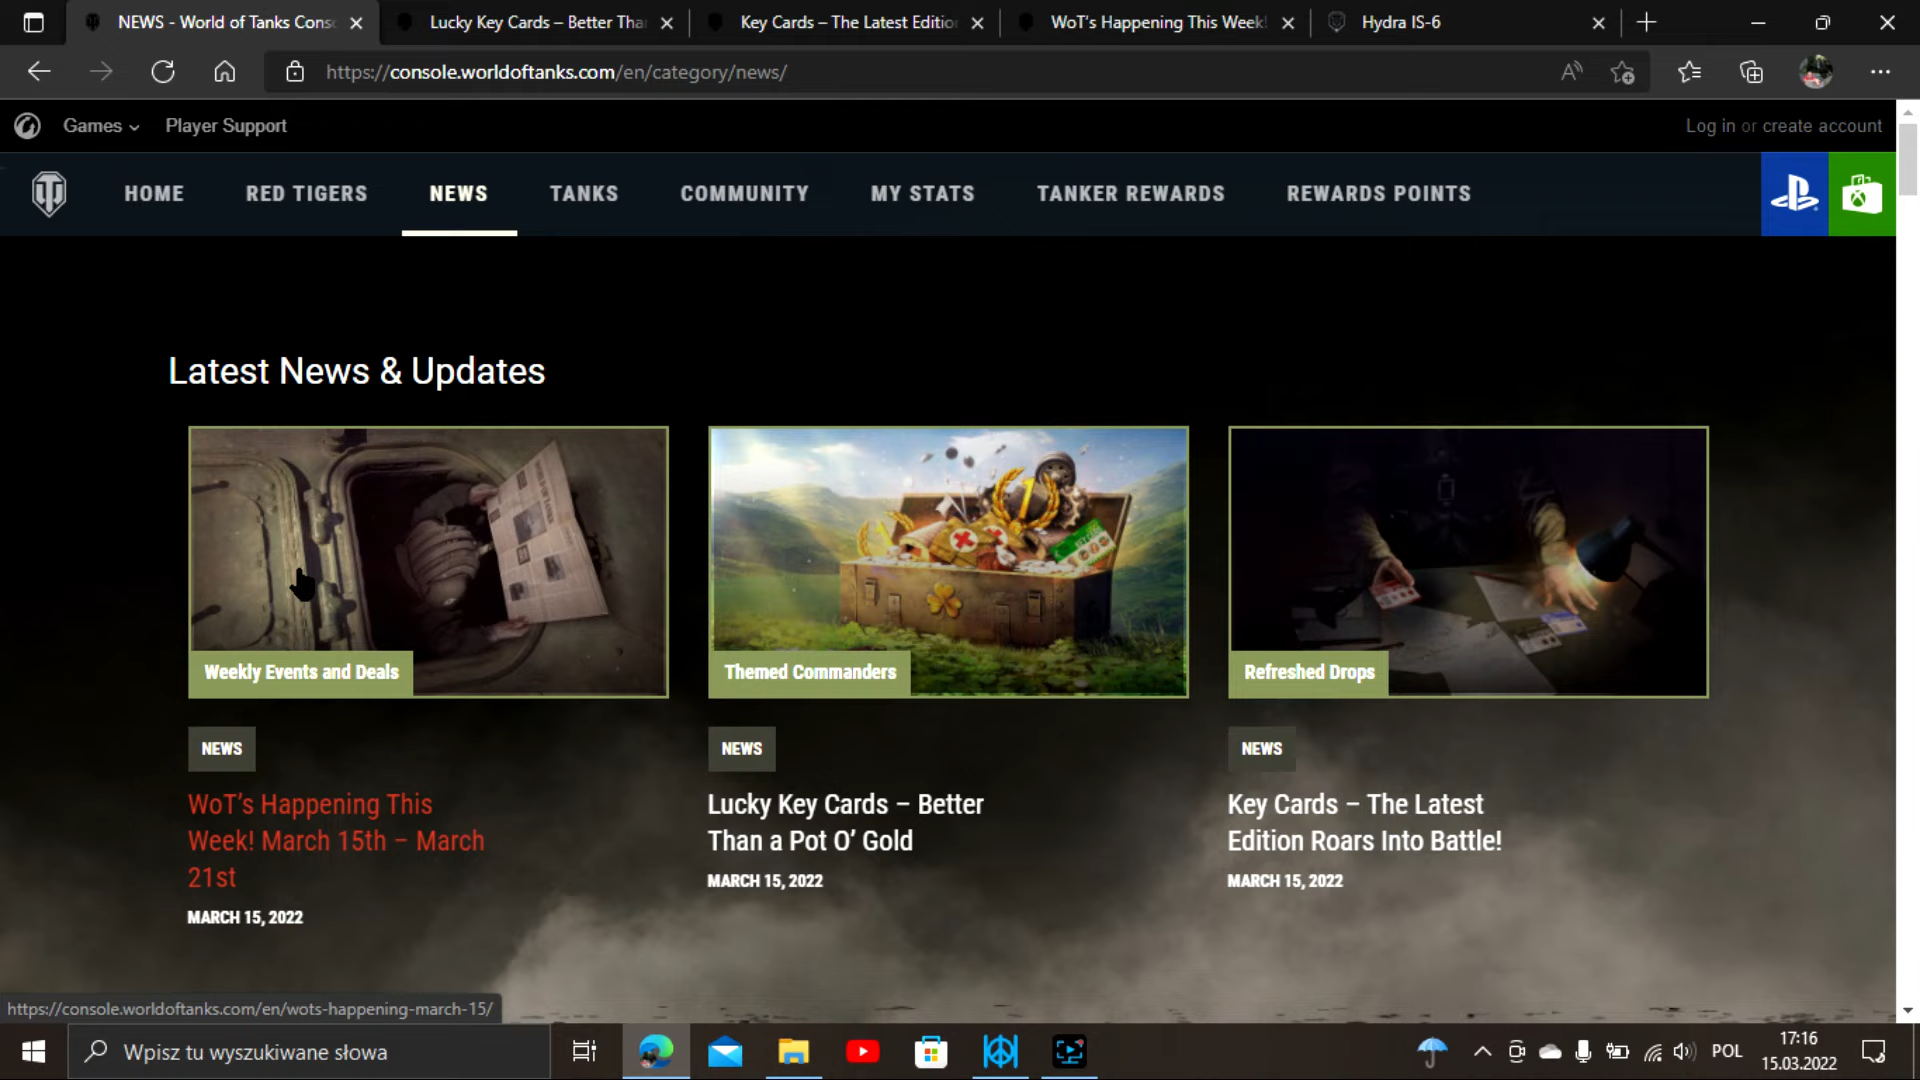 NEWS - World of Tanks Cons
Lucky Key Cards – Better Tha
Key Cards – The Latest Editio
WoT's Happening This Week!
Hydra IS-6
https://console.worldoftanks.com/en/category/news/
Games
Player Support
Log in or create account
HOME
RED TIGERS
NEWS
TANKS
COMMUNITY
MY STATS
TANKER REWARDS
REWARDS POINTS
Latest News & Updates
Weekly Events and Deals
Themed Commanders
Refreshed Drops
NEWS
NEWS
NEWS
WoT's Happening This
Week! March 15th – March
21st
MARCH 15, 2022
Lucky Key Cards – Better
Than a Pot O' Gold
MARCH 15, 2022
Key Cards – The Latest
Edition Roars Into Battle!
MARCH 15, 2022
https://console.worldoftanks.com/en/wots-happening-march-15/
Wpisz tu wyszukiwane słowa
POL
17:16
15.03.2022